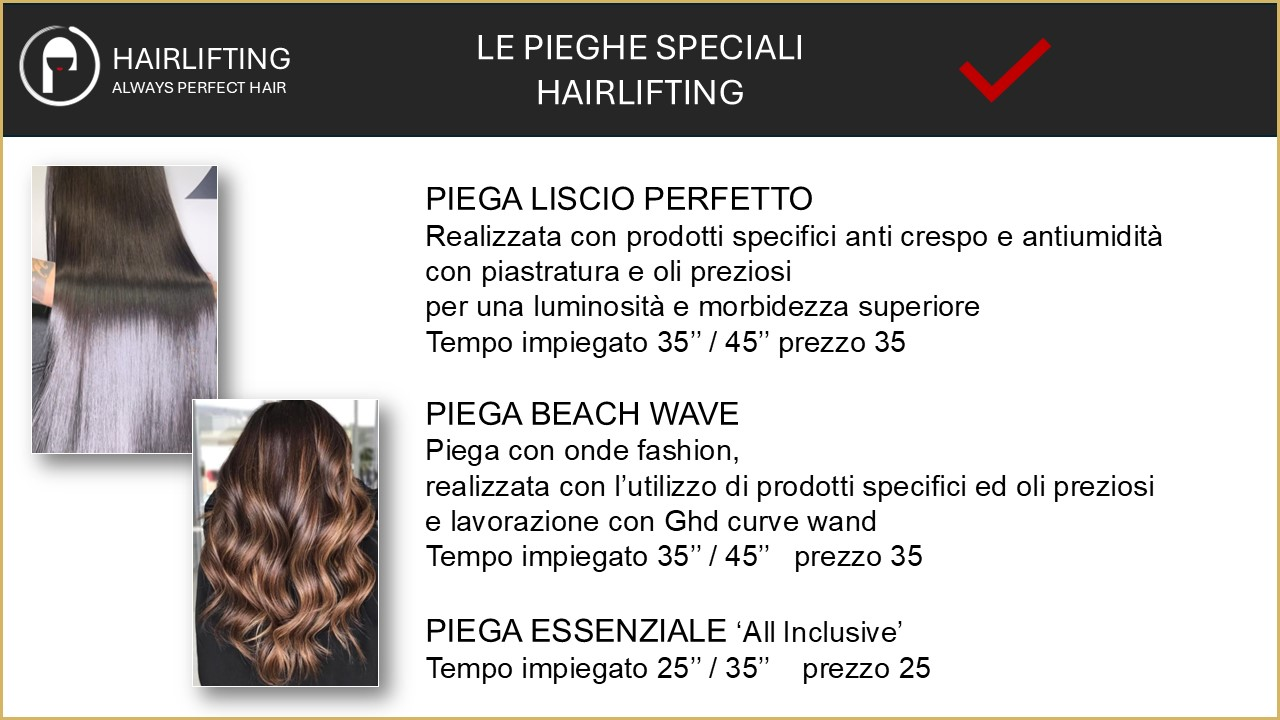 HAIRLIFTING
ALWAYS PERFECT HAIR
LE PIEGHE SPECIALI
HAIRLIFTING
PIEGA LISCIO PERFETTO
Realizzata con prodotti specifici anti crespo e antiumidità
con piastratura e oli preziosi
per una luminosità e morbidezza superiore
Tempo impiegato 35’’ / 45’’ prezzo 35
PIEGA BEACH WAVE
Piega con onde fashion,
realizzata con l’utilizzo di prodotti specifici ed oli preziosi
e lavorazione con Ghd curve wand
Tempo impiegato 35’’ / 45’’ prezzo 35
PIEGA ESSENZIALE ‘All Inclusive’
Tempo impiegato 25’’ / 35’’ prezzo 25